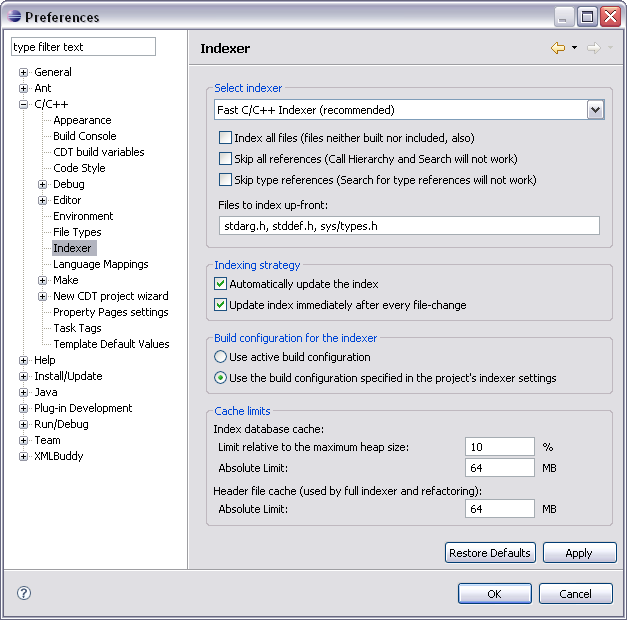 Preferences
type filter text
General
Ant
C/C++
Appearance
Build Console
CDT build variables
Code Style
Debug
Editor
Environment
File Types
Indexer
Language Mappings
Make
New CDT project wizard
Property Pages settings
Task Tags
Template Default Values
Help
Install/Update
Java
Plug-in Development
Run/Debug
Team
XMLBuddy
Indexer
Select indexer
Fast C/C++ Indexer (recommended)
Index all files (files neither built nor included, also)
Skip all references (Call Hierarchy and Search will not work)
Skip type references (Search for type references will not work)
Files to index up-front:
stdarg.h, stddef.h, sys/types.h
Indexing strategy
Automatically update the index
Update index immediately after every file-change
Build configuration for the indexer
Use active build configuration
Use the build configuration specified in the project's indexer settings
Cache limits
Index database cache:
Limit relative to the maximum heap size: 10 %
Absolute Limit: 64 MB
Header file cache (used by full indexer and refactoring):
Absolute Limit: 64 MB
Restore Defaults Apply
? OK Cancel